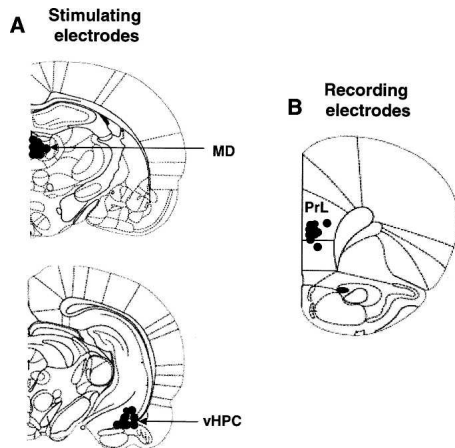 A
Stimulating
electrodes
MD
vHPC
B
Recording
electrodes
PrL